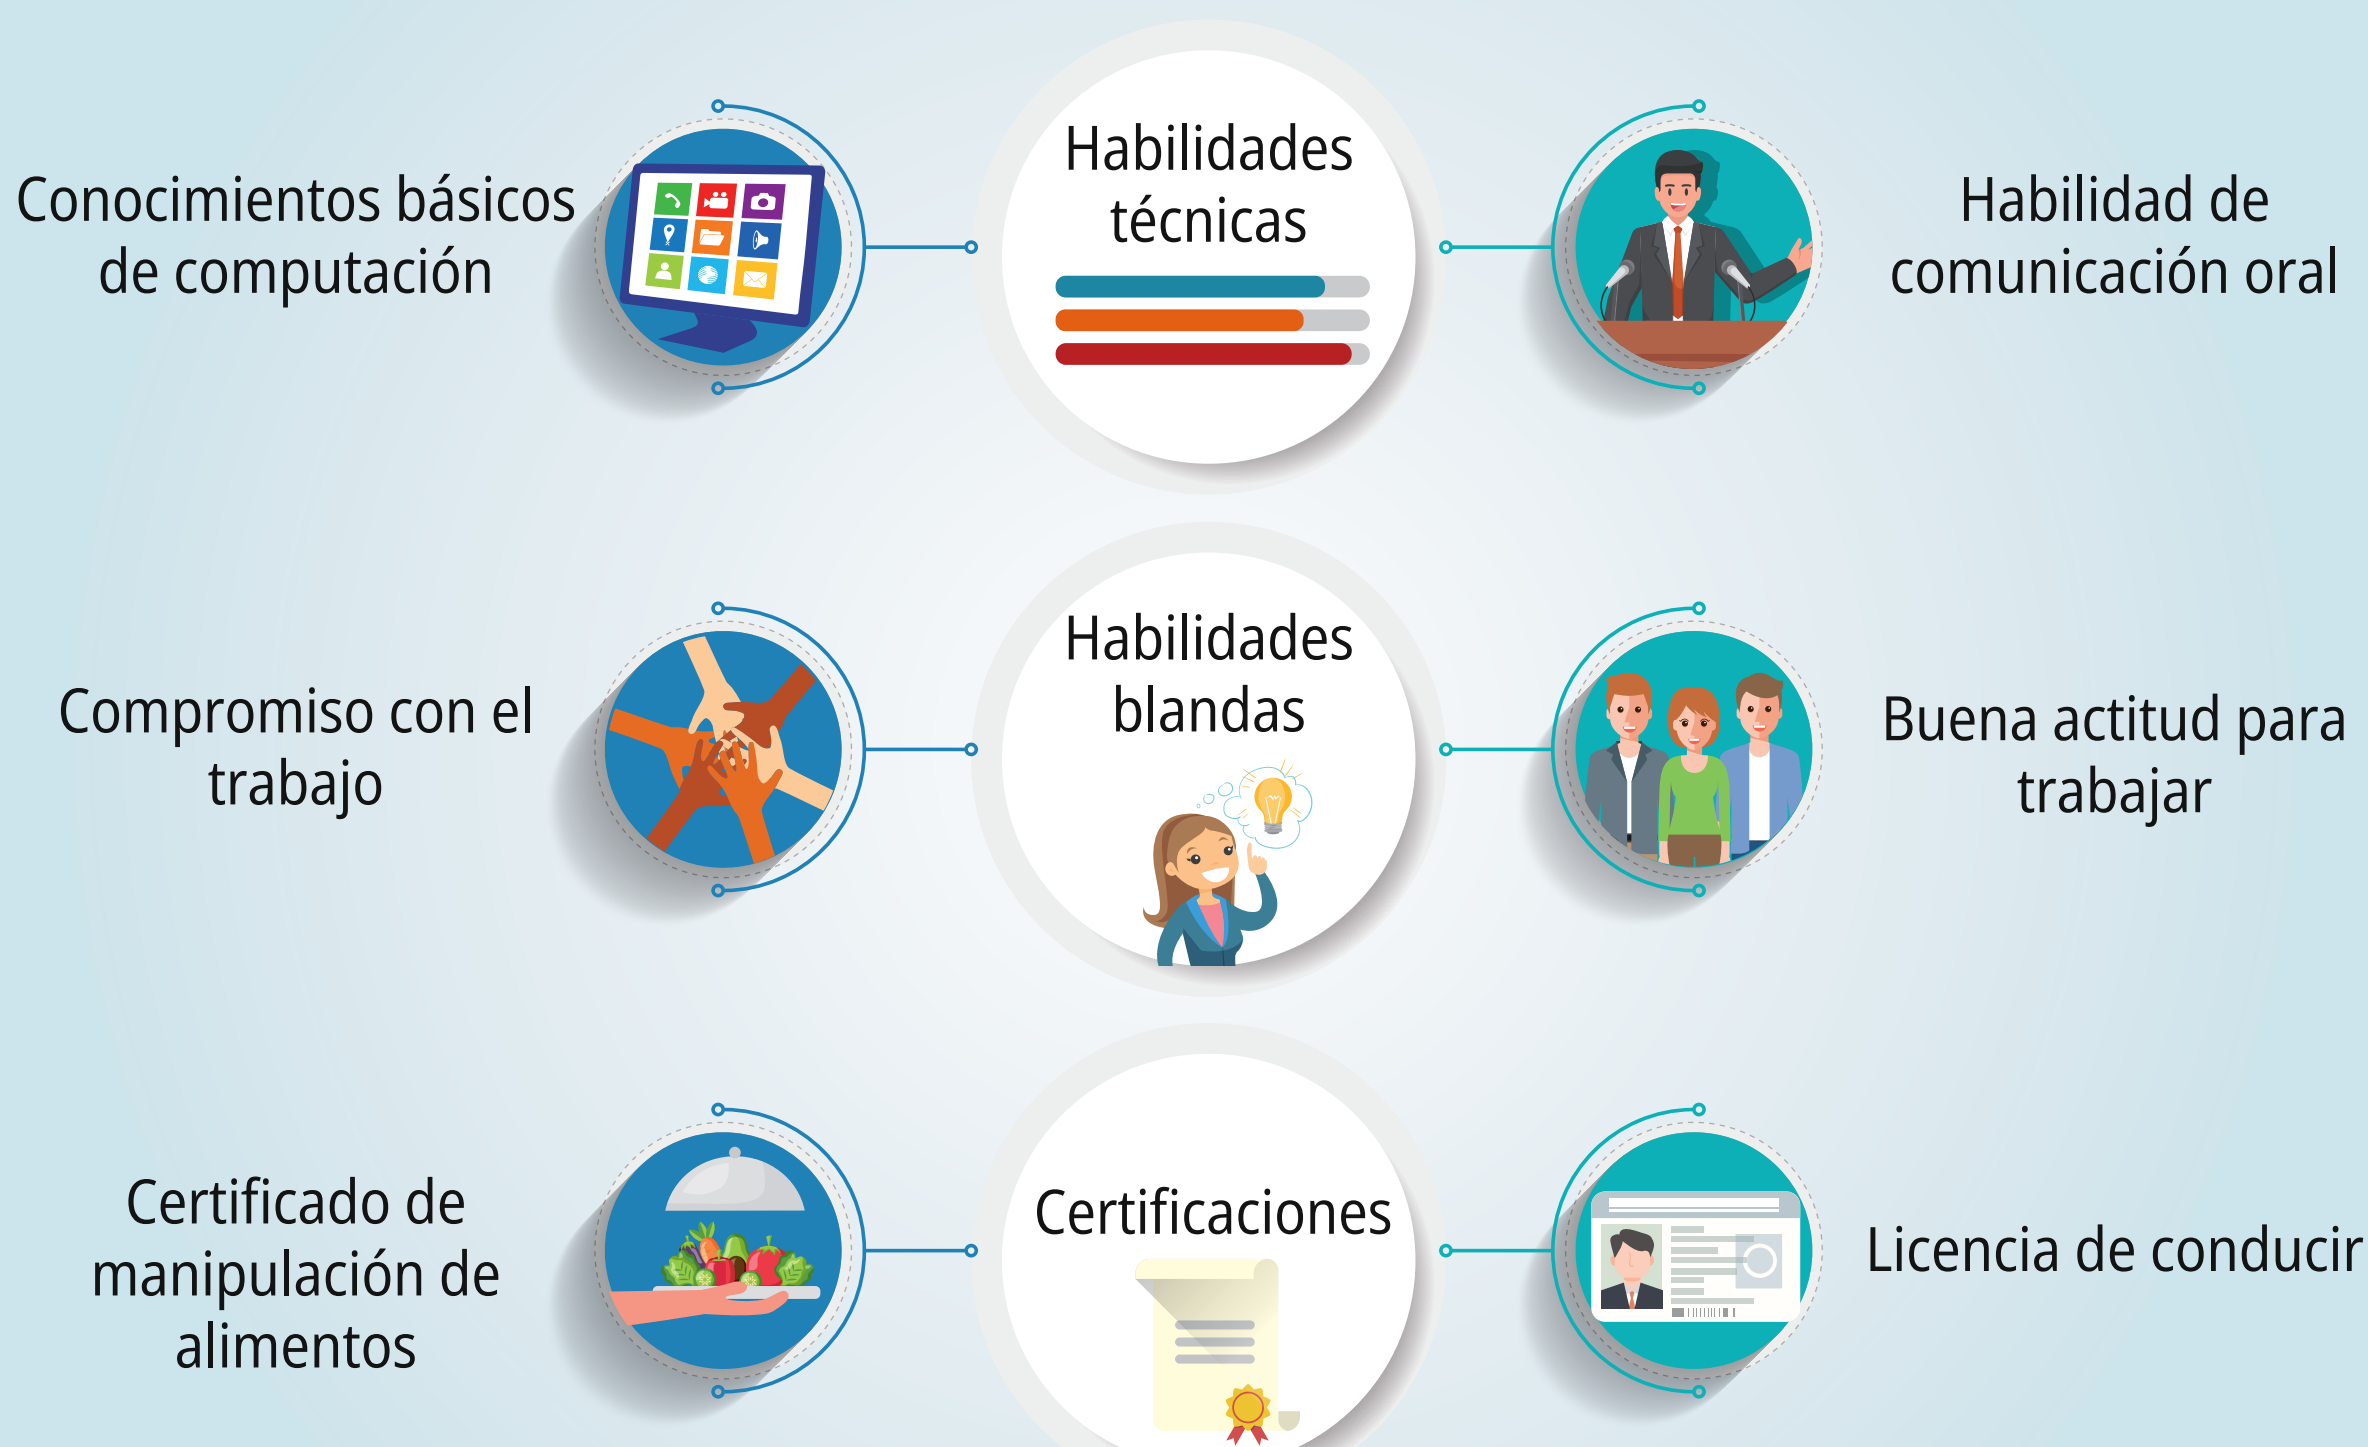 Conocimientos básicos
de computación
Habilidades
técnicas
Habilidad de
comunicación oral
Compromiso con el
trabajo
Habilidades
blandas
Buena actitud para
trabajar
Certificado de
manipulación de
alimentos
Certificaciones
Licencia de conducir